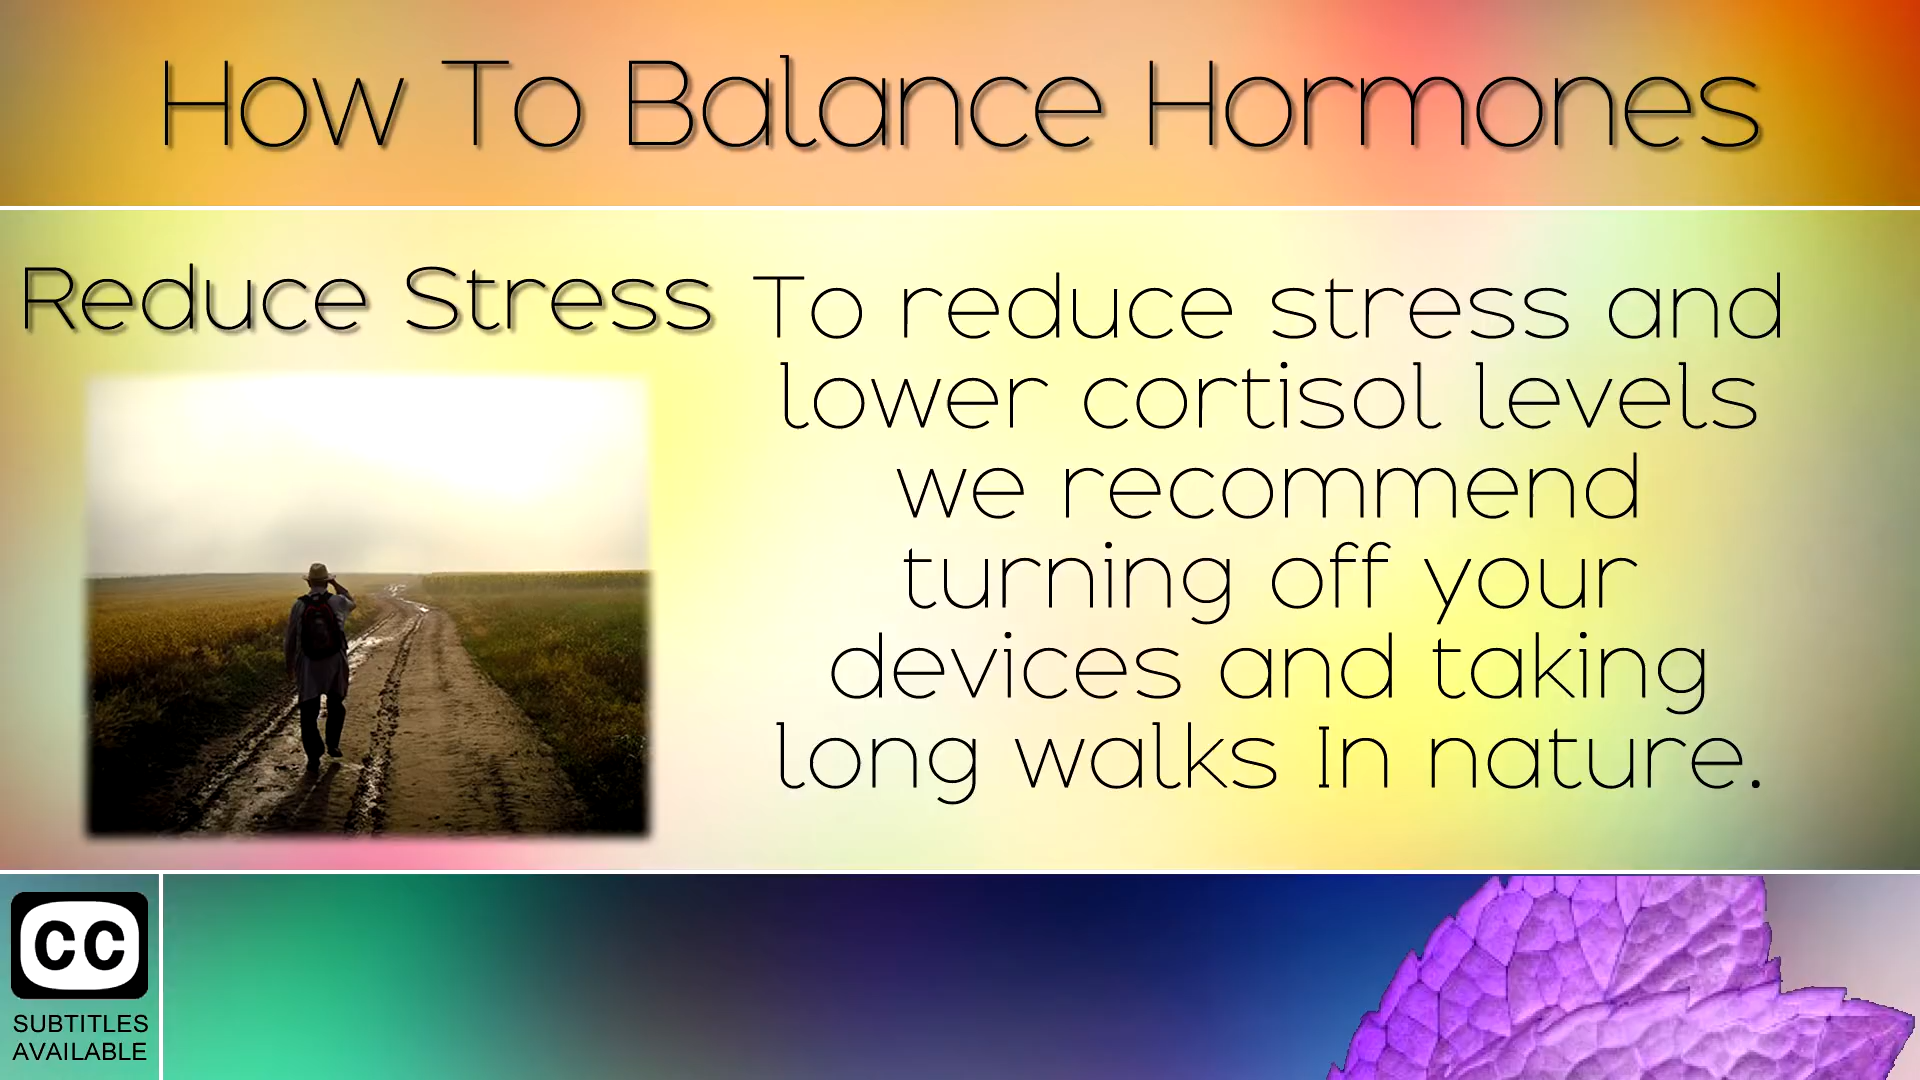 How To Balance Hormones
Reduce Stress
To reduce stress and
lower cortisol levels
we recommend
turning off your
devices and taking
long walks In nature.
CC
SUBTITLES
AVAILABLE